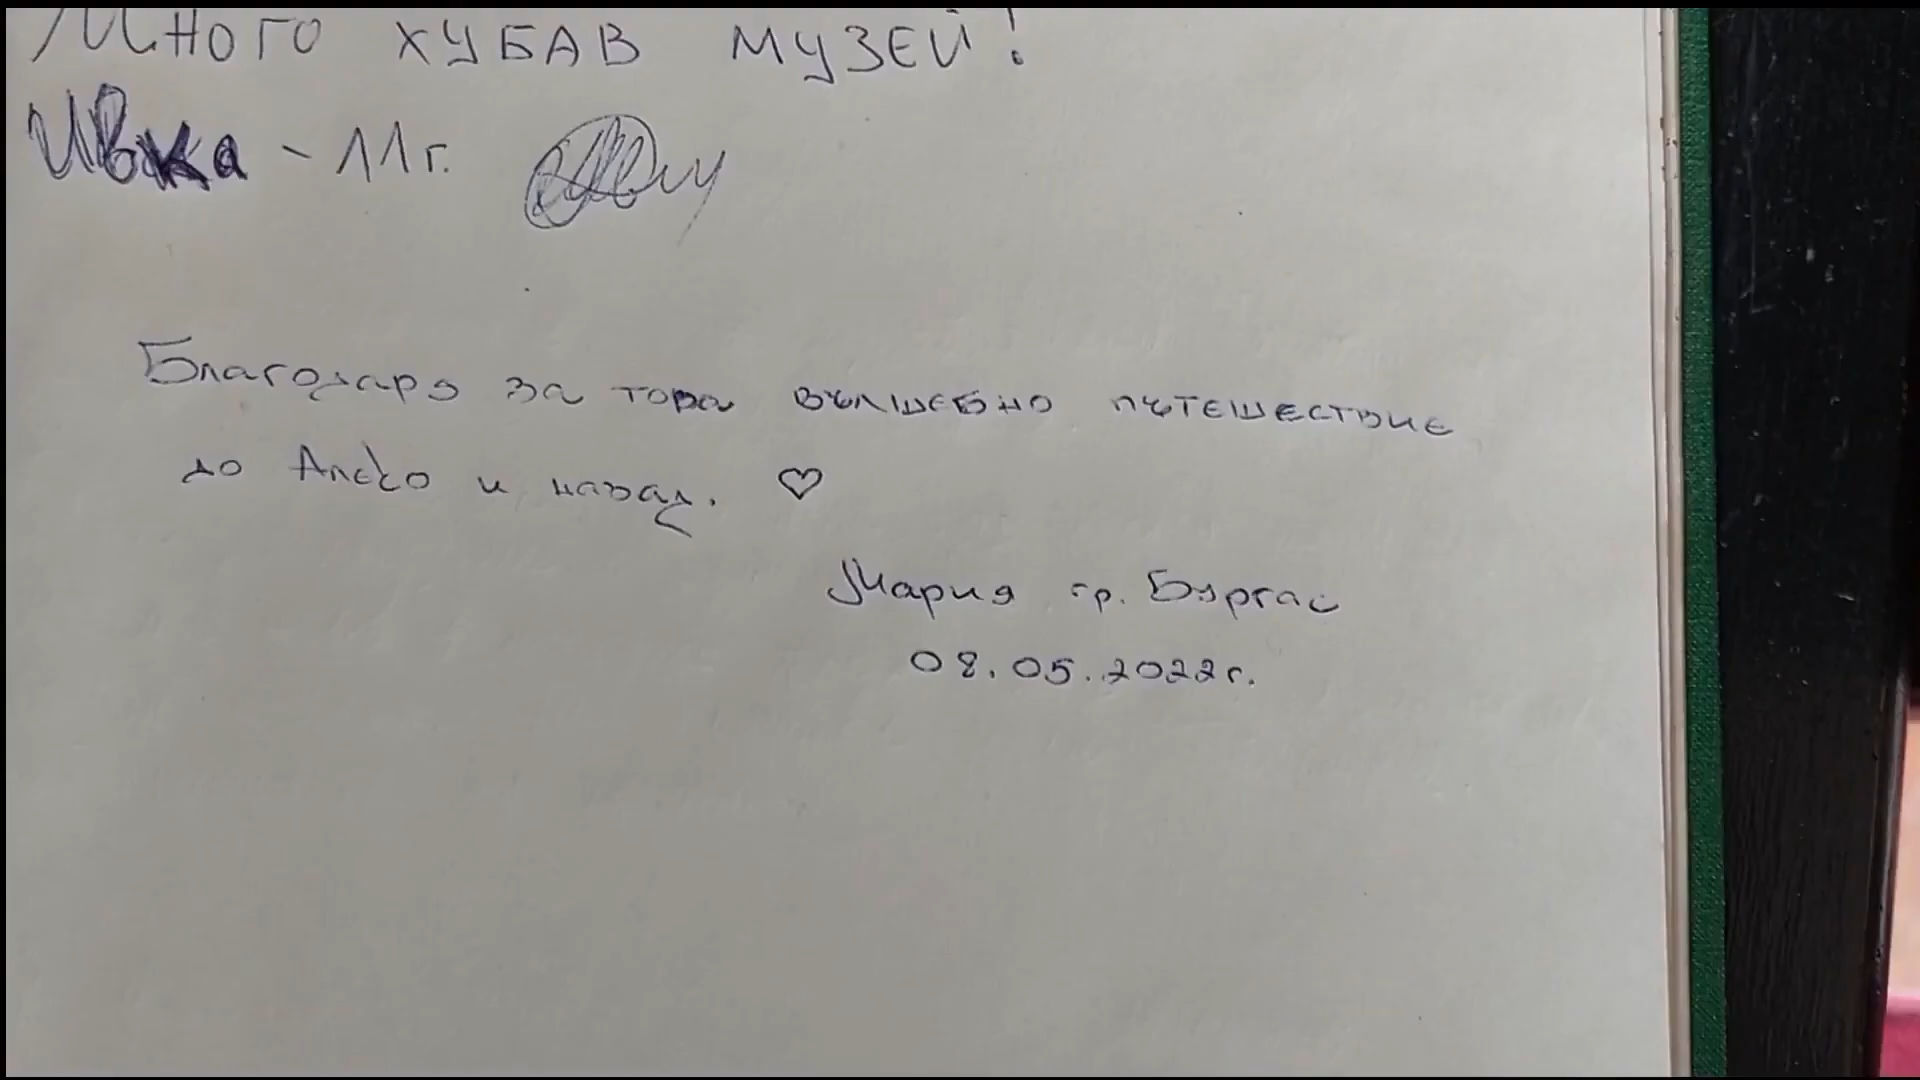 Много хубав музей!
Ивка - 11г.
Благодаря за това вълшебно пътешествие
до Алеко и назад. ♡
Мария гр. Бургас
08.05.2022г.